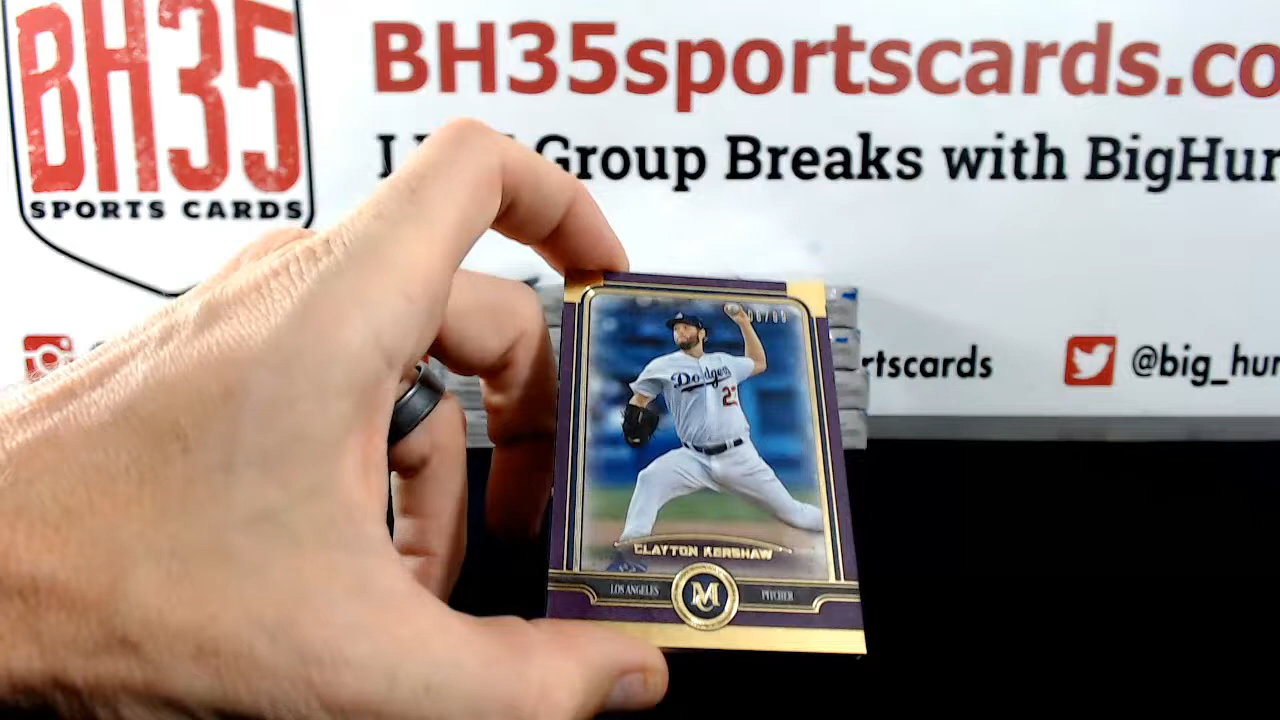 BH35
SPORTS CARDS
BH35sportscards.co
Group Breaks with BigHur
rtscards
@big_hur
Dodgers
CLAYTON KERSHAW
LOS ANGELES
M
PITCHER